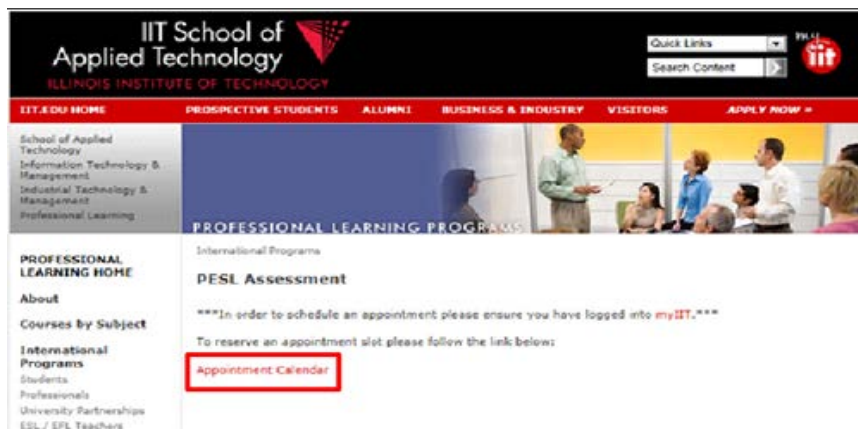 IIT School of
Applied Technology
ILLINOIS INSTITUTE OF TECHNOLOGY
Quick Links
Search Content
iit
IIT.EDU HOME PROSPECTIVE STUDENTS ALUMNI BUSINESS & INDUSTRY VISITORS APPLY NOW »
School of Applied
Technology
Information Technology &
Management
Industrial Technology &
Management
Professional Learning
PROFESSIONAL LEARNING PROGRAMS
PROFESSIONAL
LEARNING HOME
About
Courses by Subject
International
Programs
Students
Professionals
University Partnerships
ESL / EFL Teachers
International Programs
PESL Assessment
***In order to schedule an appointment please ensure you have logged into myIIT.***
To reserve an appointment slot please follow the link below:
Appointment Calendar